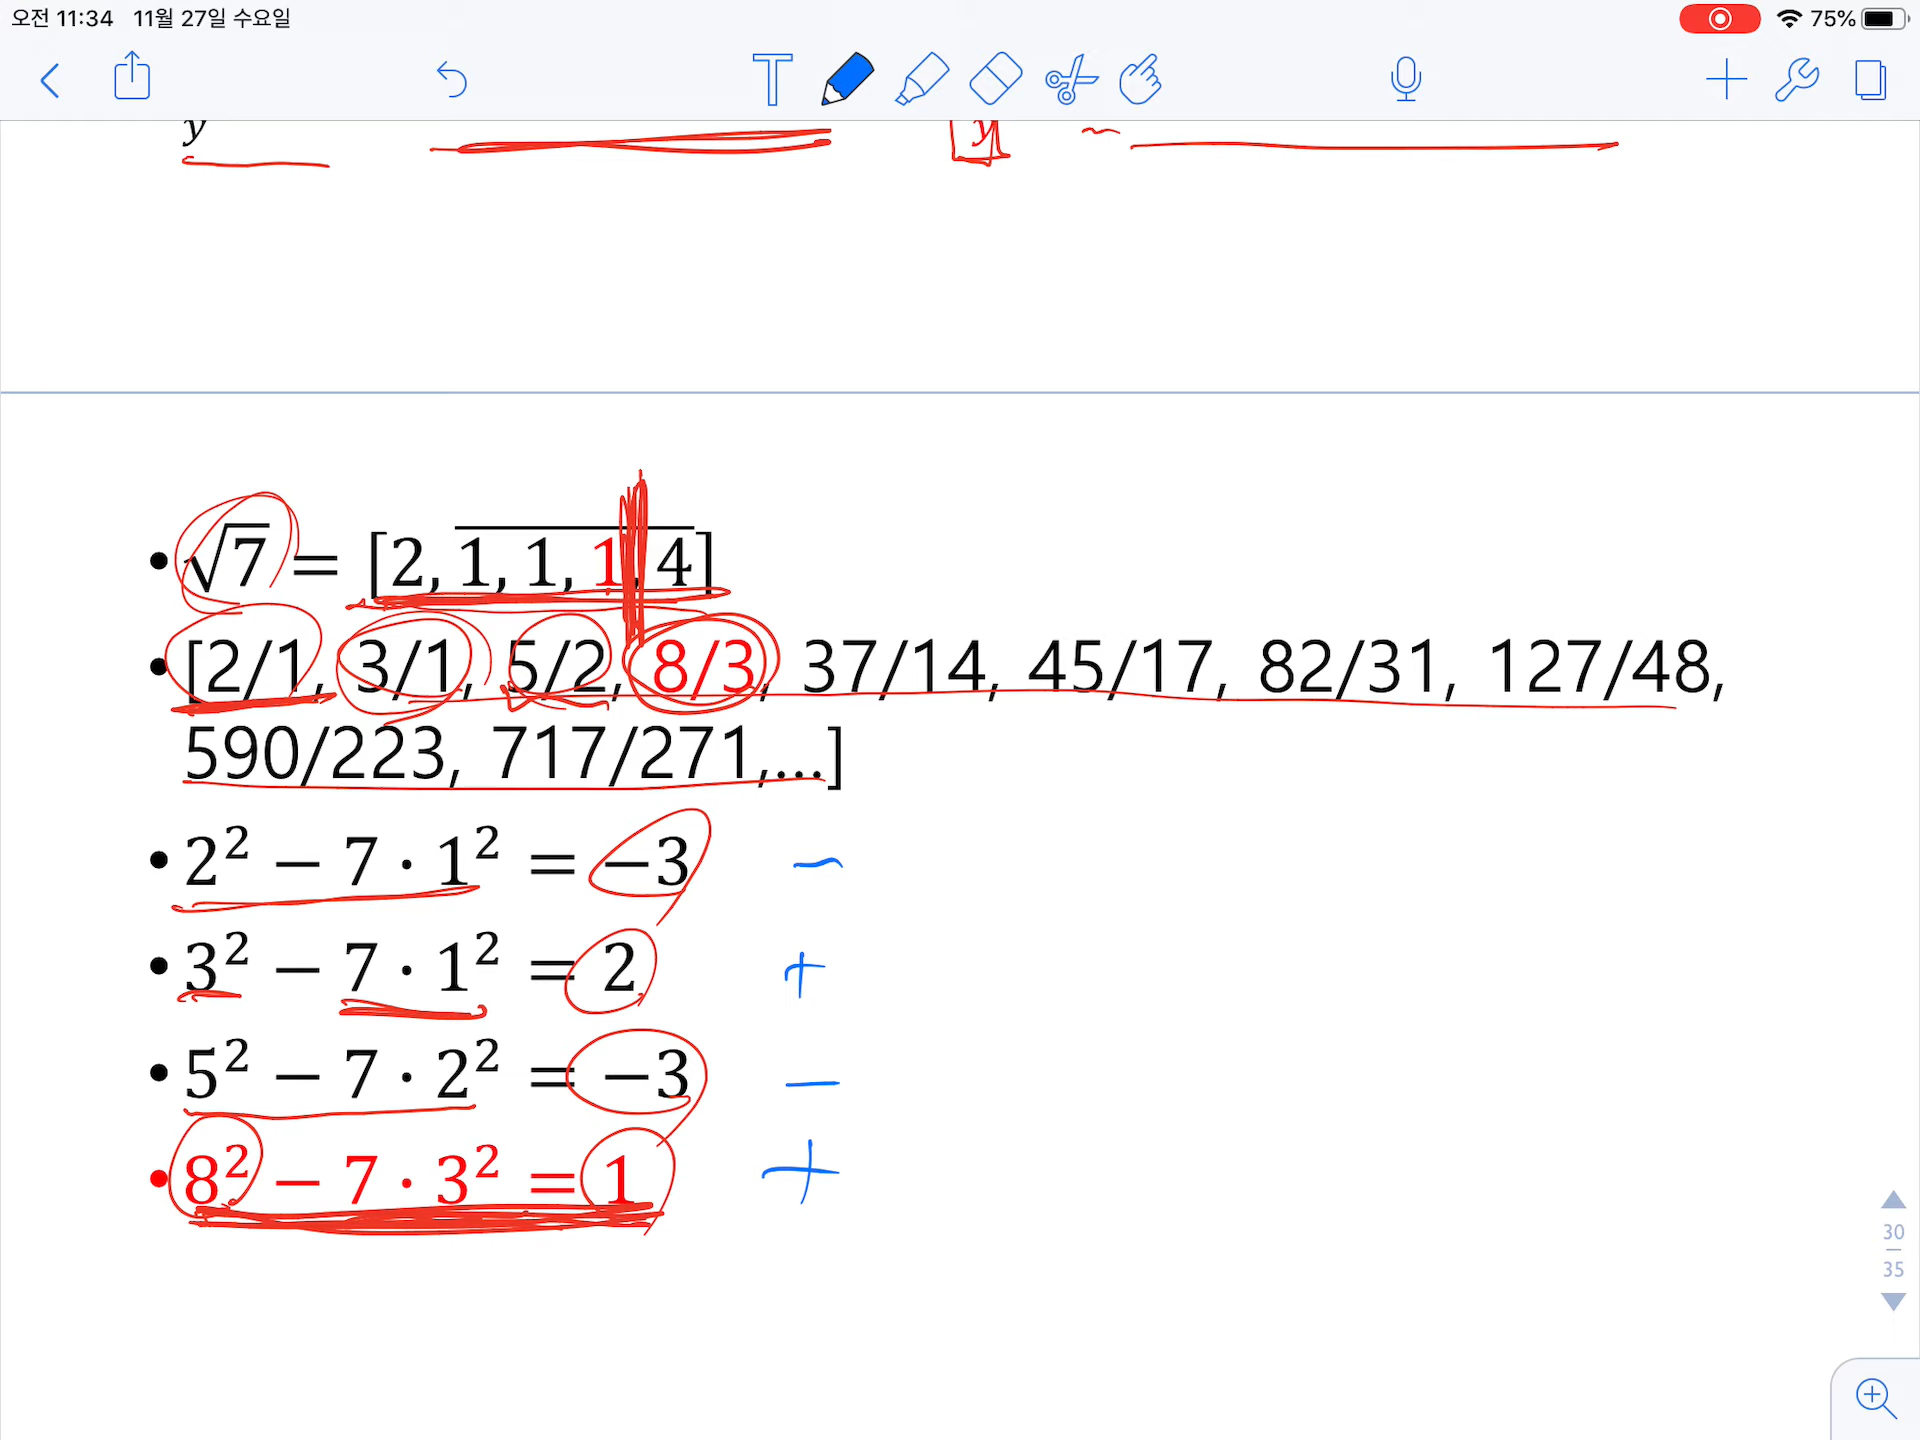 오전 11:34 11월 27일 수요일
75%
T
y y ~
• √7 = [2, 1, 1, 1, 4]
• [2/1, 3/1, 5/2, 8/3, 37/14, 45/17, 82/31, 127/48,
590/223, 717/271,...]
• 2² − 7 · 1² = −3 −
• 3² − 7 · 1² = 2 +
• 5² − 7 · 2² = −3 −
• 8² − 7 · 3² = 1 +
30
35